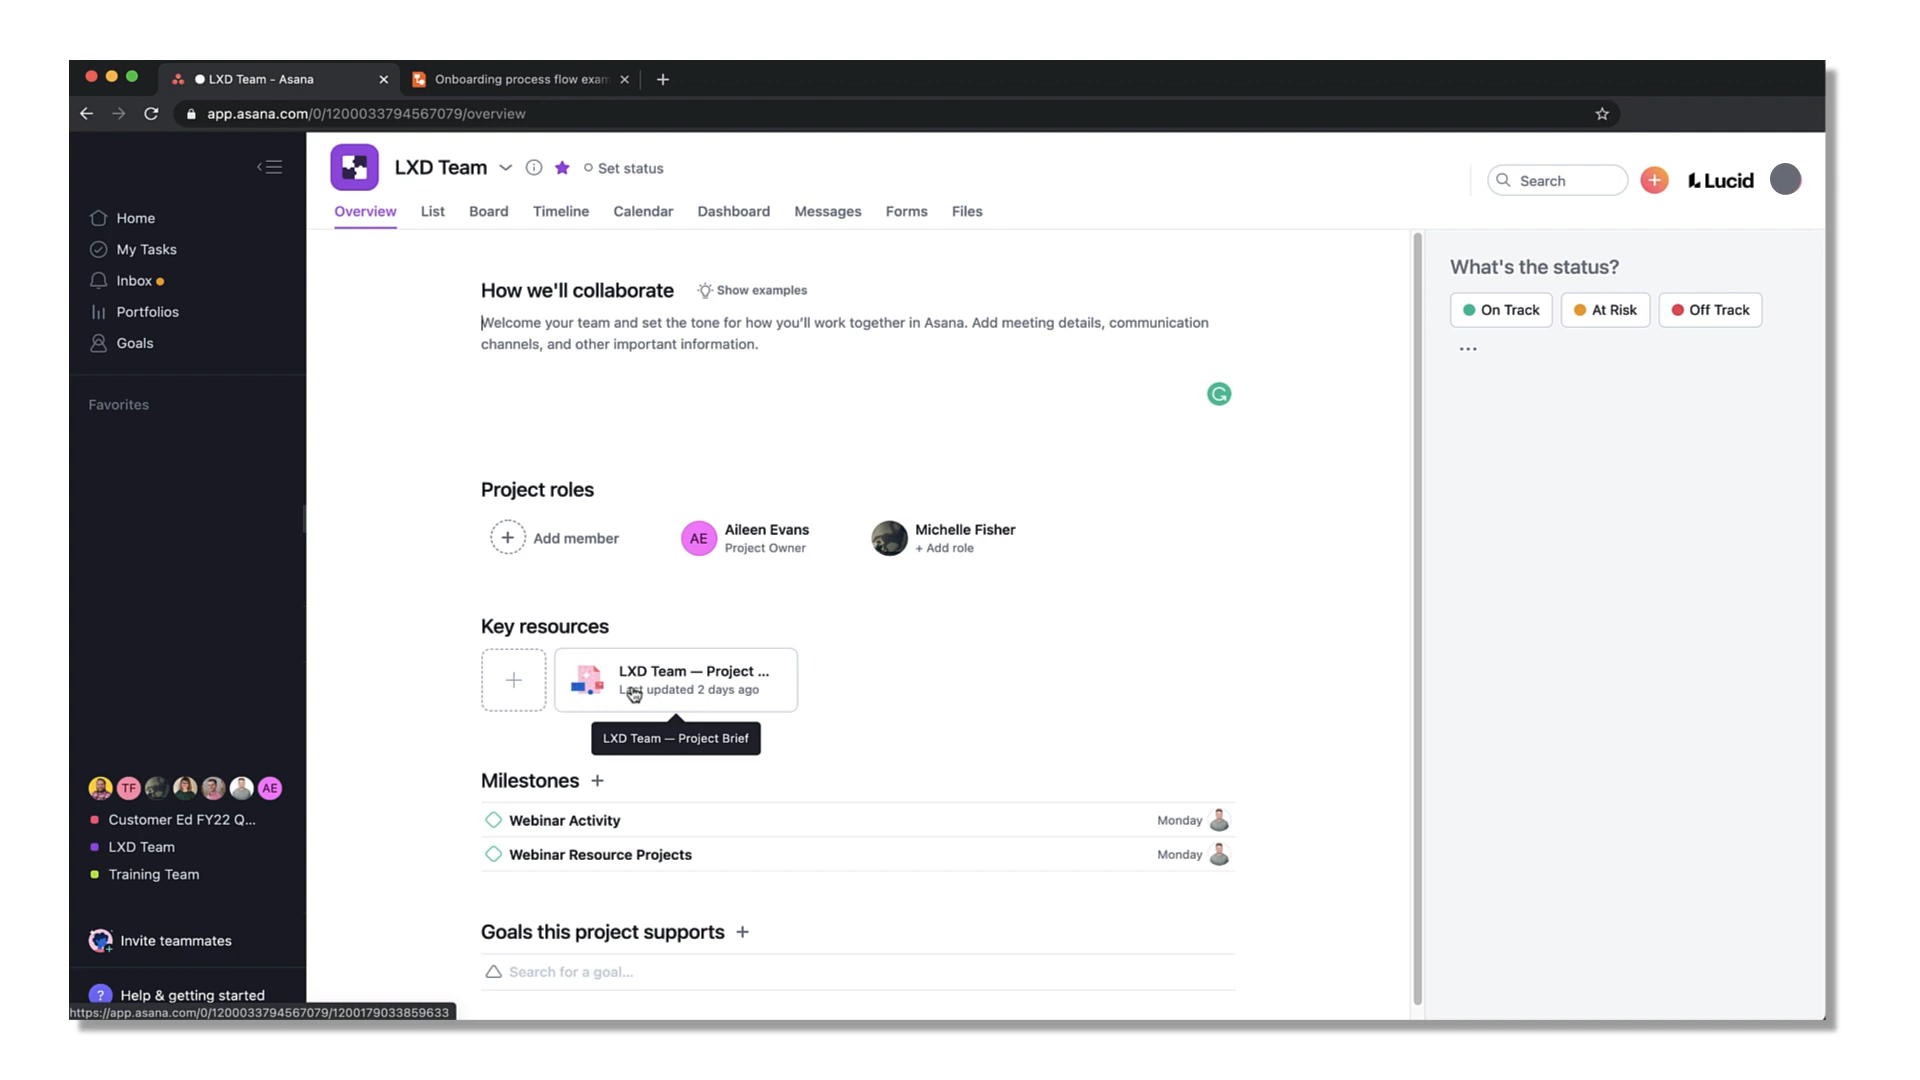 LXD Team - Asana
Onboarding process flow exam
app.asana.com/0/1200033794567079/overview
LXD Team
Set status
Search
Lucid
Overview
List
Board
Timeline
Calendar
Dashboard
Messages
Forms
Files
Home
My Tasks
Inbox
Portfolios
Goals
Favorites
TF
AE
Customer Ed FY22 Q...
LXD Team
Training Team
Invite teammates
? Help & getting started
https://app.asana.com/0/1200033794567079/1200179033859633
How we'll collaborate
Show examples
Welcome your team and set the tone for how you'll work together in Asana. Add meeting details, communication
channels, and other important information.
Project roles
Add member
AE
Aileen Evans
Project Owner
Michelle Fisher
+ Add role
Key resources
LXD Team — Project ...
Last updated 2 days ago
LXD Team — Project Brief
Milestones +
Webinar Activity
Monday
Webinar Resource Projects
Monday
Goals this project supports +
Search for a goal...
What's the status?
On Track
At Risk
Off Track
...